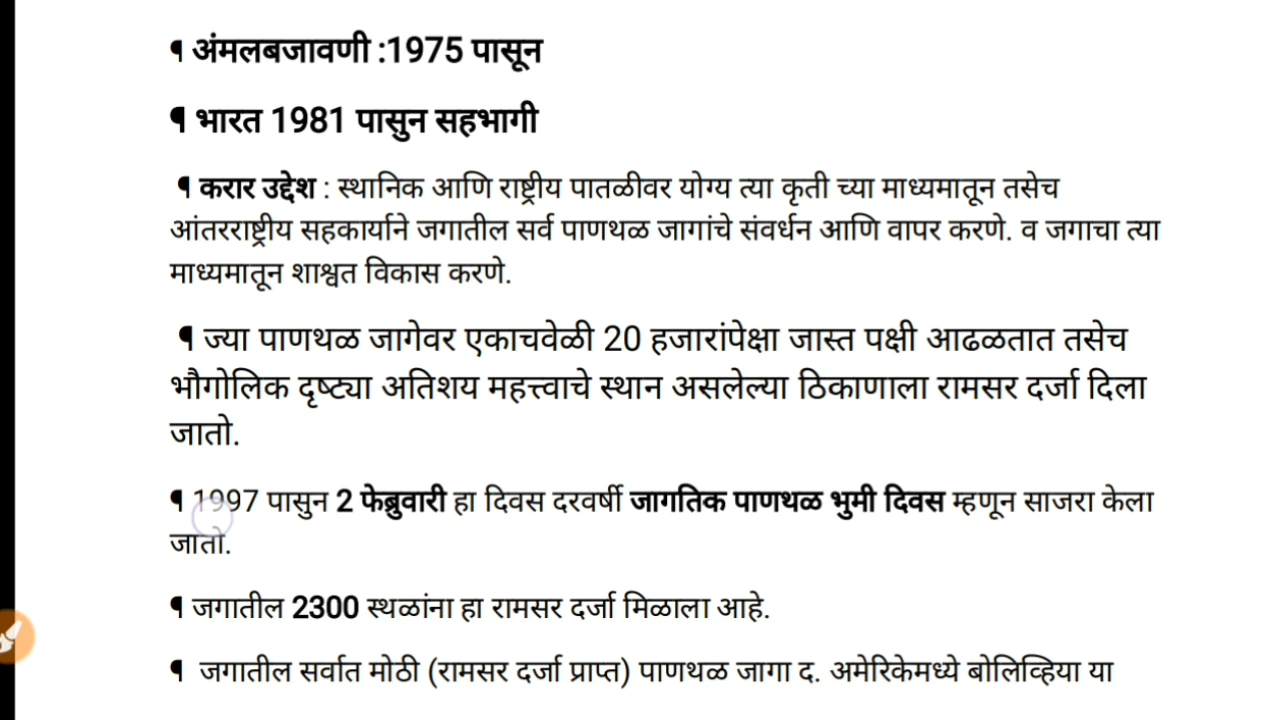 ¶ अंमलबजावणी :1975 पासून
¶ भारत 1981 पासुन सहभागी
¶ करार उद्देश : स्थानिक आणि राष्ट्रीय पातळीवर योग्य त्या कृती च्या माध्यमातून तसेच
आंतरराष्ट्रीय सहकार्याने जगातील सर्व पाणथळ जागांचे संवर्धन आणि वापर करणे. व जगाचा त्या
माध्यमातून शाश्वत विकास करणे.
¶ ज्या पाणथळ जागेवर एकाचवेळी 20 हजारांपेक्षा जास्त पक्षी आढळतात तसेच
भौगोलिक दृष्ट्या अतिशय महत्त्वाचे स्थान असलेल्या ठिकाणाला रामसर दर्जा दिला
जातो.
¶ 1997 पासुन 2 फेब्रुवारी हा दिवस दरवर्षी जागतिक पाणथळ भुमी दिवस म्हणून साजरा केला
जातो.
¶ जगातील 2300 स्थळांना हा रामसर दर्जा मिळाला आहे.
¶ जगातील सर्वात मोठी (रामसर दर्जा प्राप्त) पाणथळ जागा द. अमेरिकेमध्ये बोलिव्हिया या